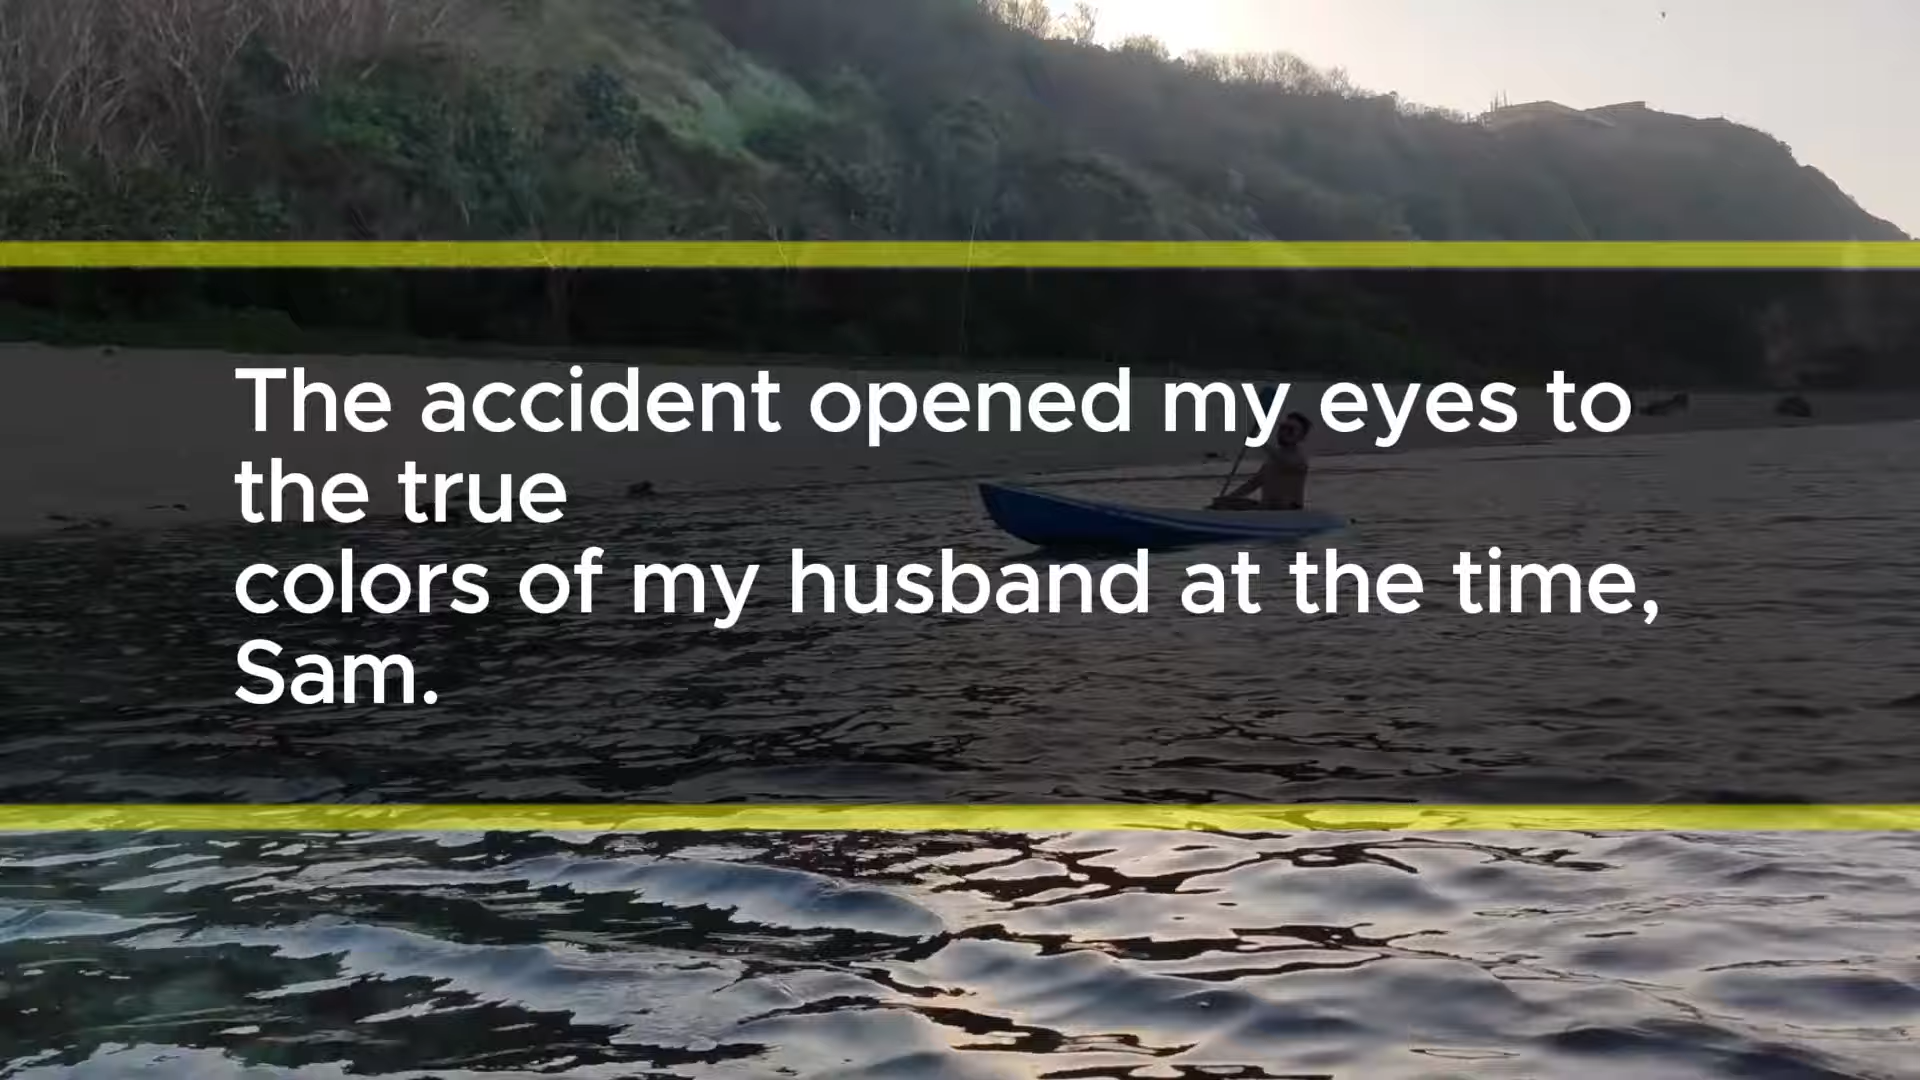 The accident opened my eyes to
the true
colors of my husband at the time,
Sam.